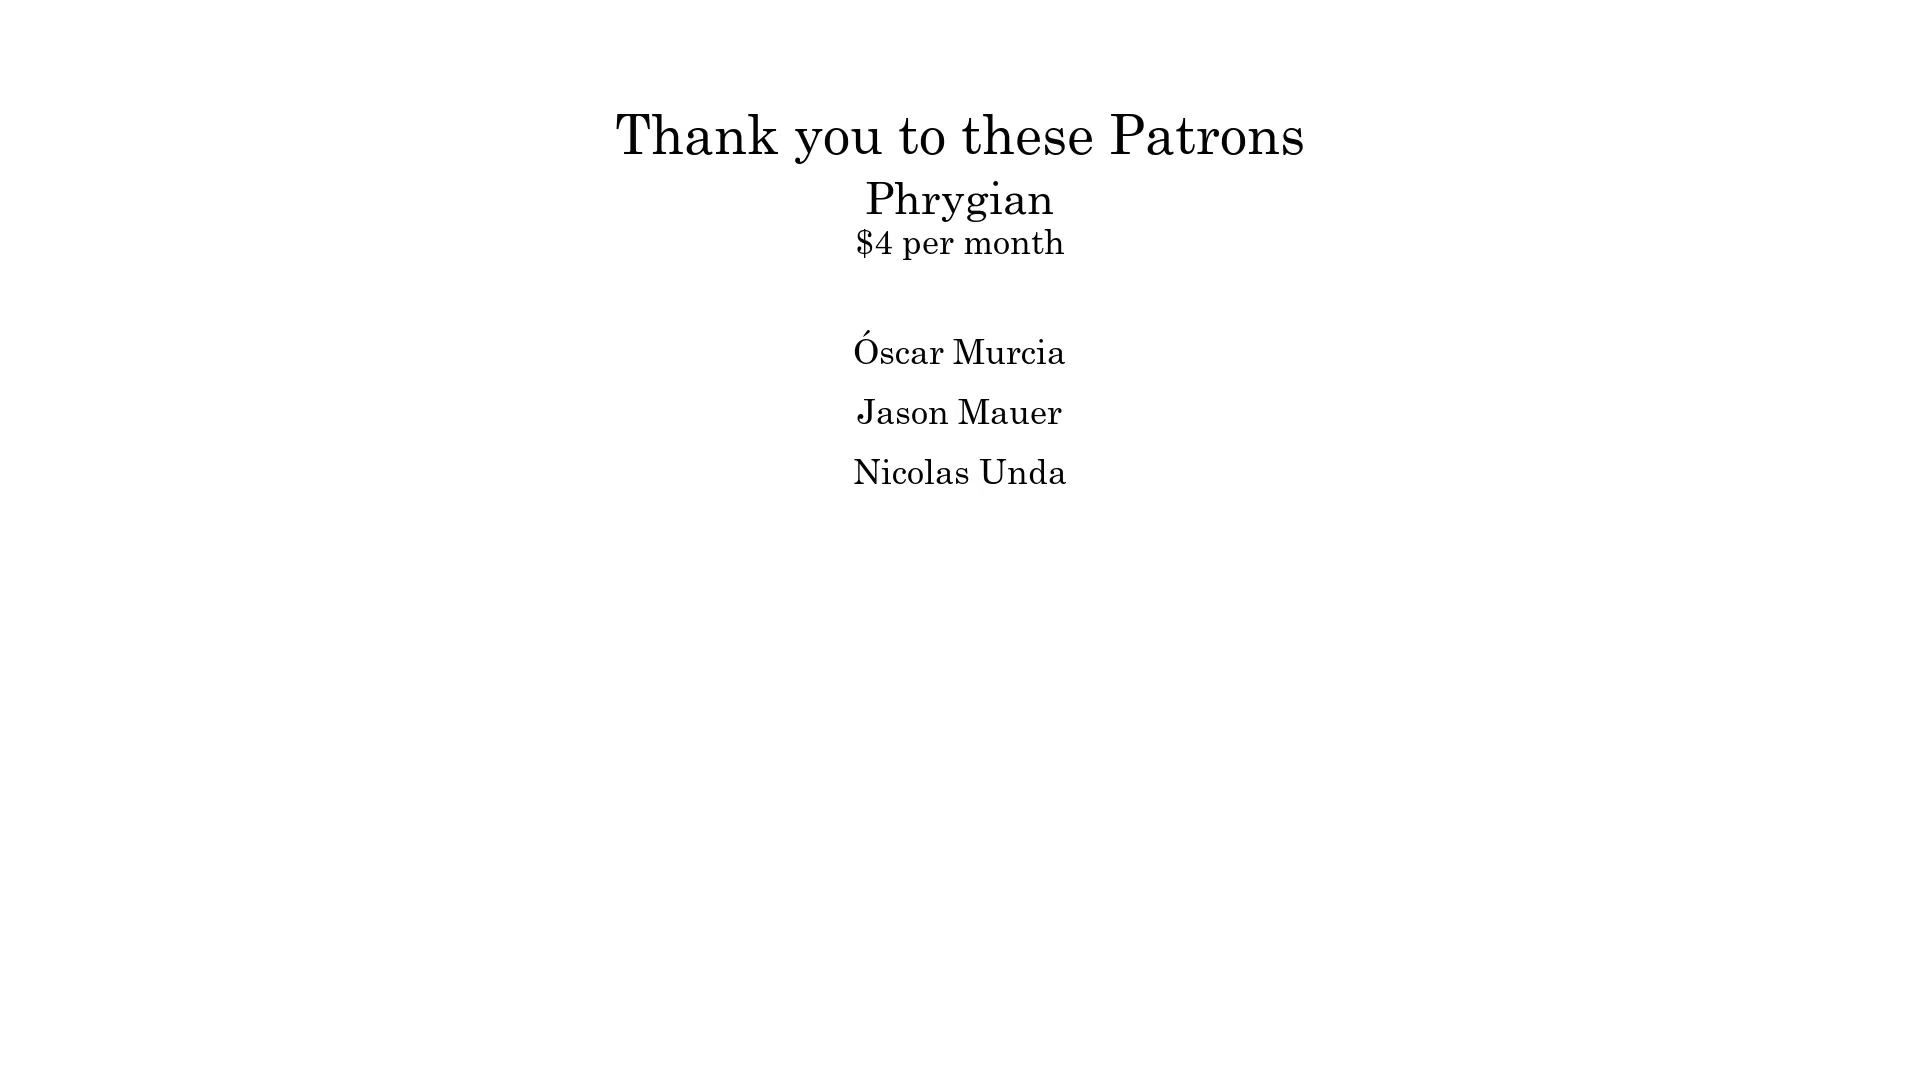 Thank you to these Patrons
Phrygian
$4 per month
Óscar Murcia
Jason Mauer
Nicolas Unda